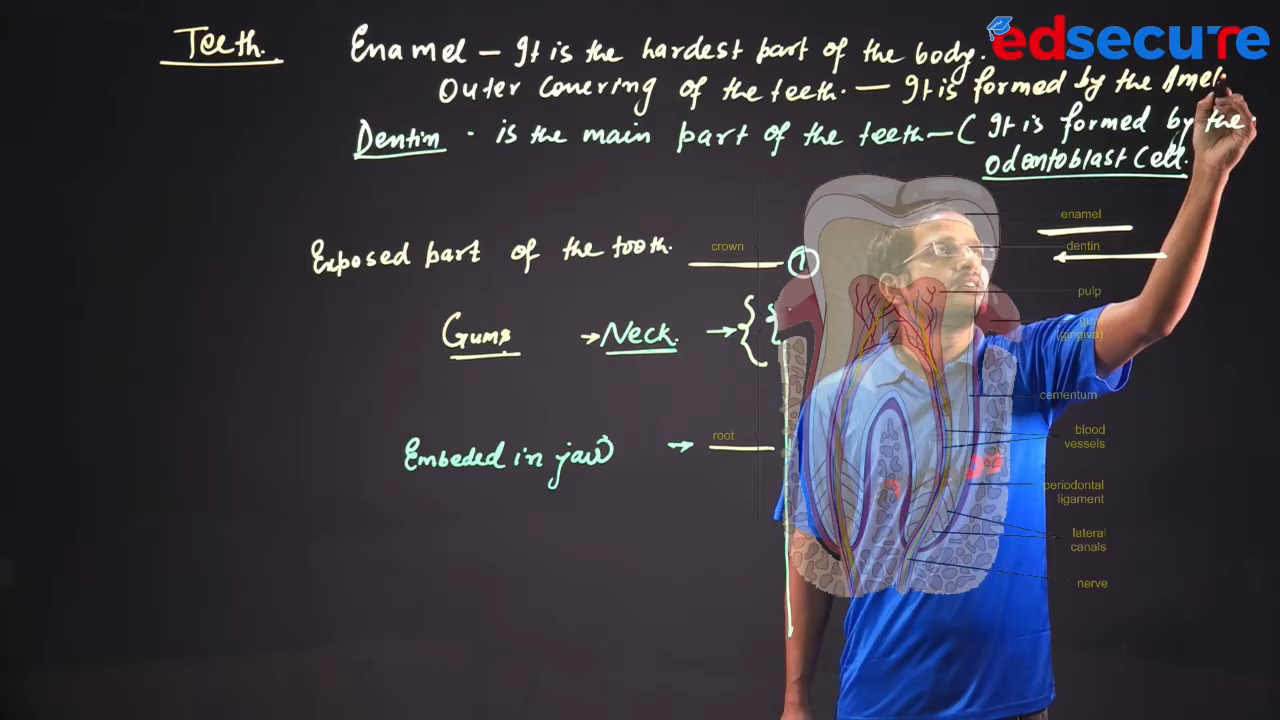 edsecure
Teeth.
Enamel – It is the hardest part of the body.
Outer Covering of the teeth. – It is formed by the Amel
Dentin - is the main part of the teeth – ( It is formed by the
Odentoblast Cell.
enamel
Exposed part of the tooth. crown 1
dentin
pulp
Gums → Neck →
gum
(gingiva)
cementum
Embeded in jaw → root
blood
vessels
periodontal
ligament
lateral
canals
nerve